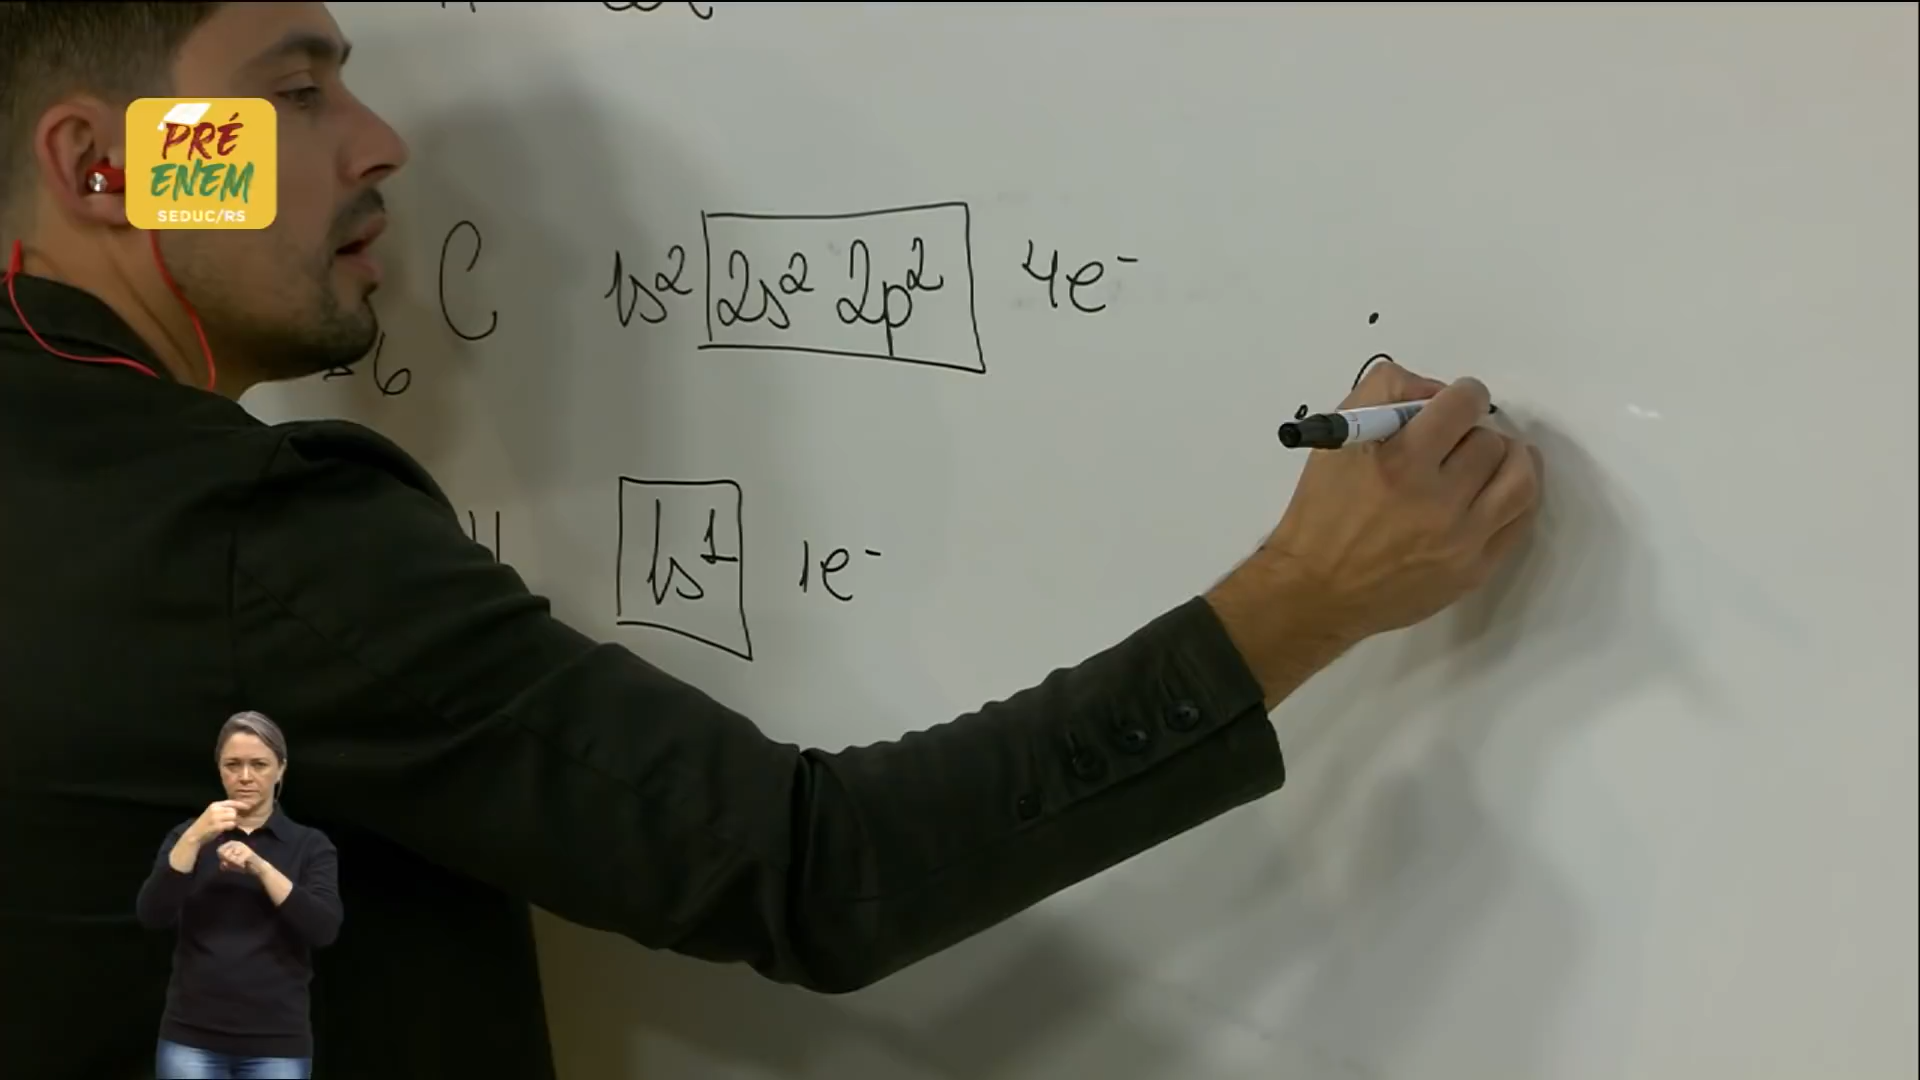 PRÉ
ENEM
SEDUC/RS
C 1s² 2s² 2p² 4e⁻
6
H 1s¹ 1e⁻